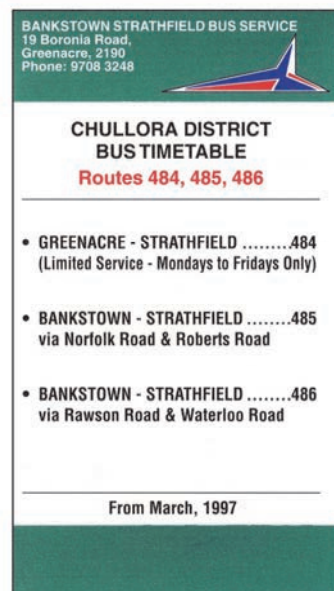 BANKSTOWN STRATHFIELD BUS SERVICE
19 Boronia Road,
Greenacre, 2190
Phone: 9708 3248
CHULLORA DISTRICT
BUS TIMETABLE
Routes 484, 485, 486
• GREENACRE - STRATHFIELD .........484
(Limited Service - Mondays to Fridays Only)
• BANKSTOWN - STRATHFIELD ........485
via Norfolk Road & Roberts Road
• BANKSTOWN - STRATHFIELD ........486
via Rawson Road & Waterloo Road
From March, 1997